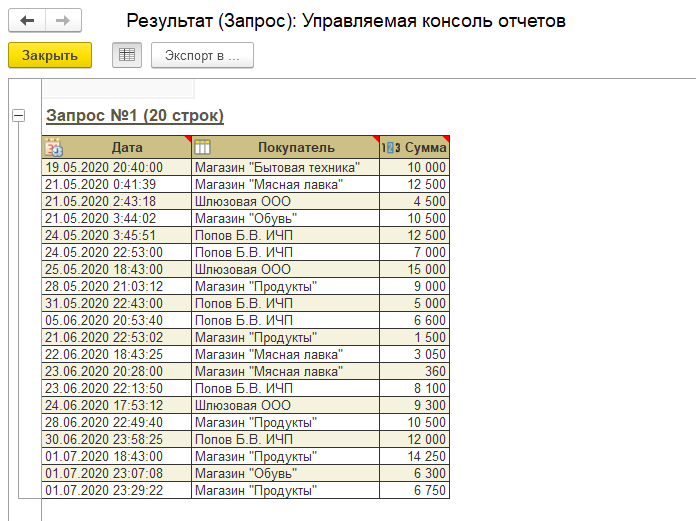 Результат (Запрос): Управляемая консоль отчетов
Закрыть Экспорт в ...
Запрос №1 (20 строк)
Дата Покупатель 123 Сумма
19.05.2020 20:40:00 Магазин "Бытовая техника" 10 000
21.05.2020 0:41:39 Магазин "Мясная лавка" 12 500
21.05.2020 2:43:18 Шлюзовая ООО 4 500
21.05.2020 3:44:02 Магазин "Обувь" 10 500
24.05.2020 3:45:51 Попов Б.В. ИЧП 12 500
24.05.2020 22:53:00 Попов Б.В. ИЧП 7 000
25.05.2020 18:43:00 Шлюзовая ООО 15 000
28.05.2020 21:03:12 Магазин "Продукты" 9 000
31.05.2020 22:43:00 Попов Б.В. ИЧП 5 000
05.06.2020 20:53:40 Попов Б.В. ИЧП 6 600
21.06.2020 22:53:02 Магазин "Продукты" 1 500
22.06.2020 18:43:25 Магазин "Мясная лавка" 3 050
23.06.2020 20:28:00 Магазин "Мясная лавка" 360
23.06.2020 22:13:50 Попов Б.В. ИЧП 8 100
24.06.2020 17:53:12 Шлюзовая ООО 9 300
28.06.2020 22:49:40 Магазин "Продукты" 10 500
30.06.2020 23:58:25 Попов Б.В. ИЧП 12 000
01.07.2020 18:43:00 Магазин "Продукты" 14 250
01.07.2020 23:07:08 Магазин "Обувь" 6 300
01.07.2020 23:29:22 Магазин "Продукты" 6 750